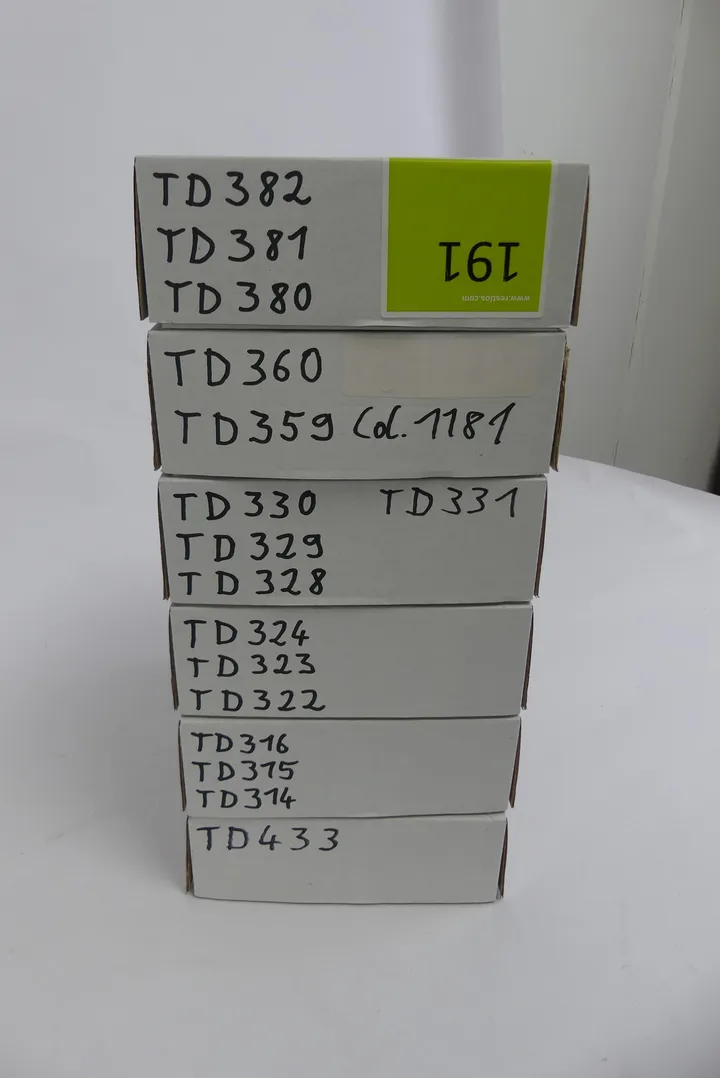 TD382
TD381
TD380
191
www.restlos.com
TD360
TD359 Col. 1181
TD330 TD331
TD329
TD328
TD324
TD323
TD322
TD316
TD315
TD314
TD433